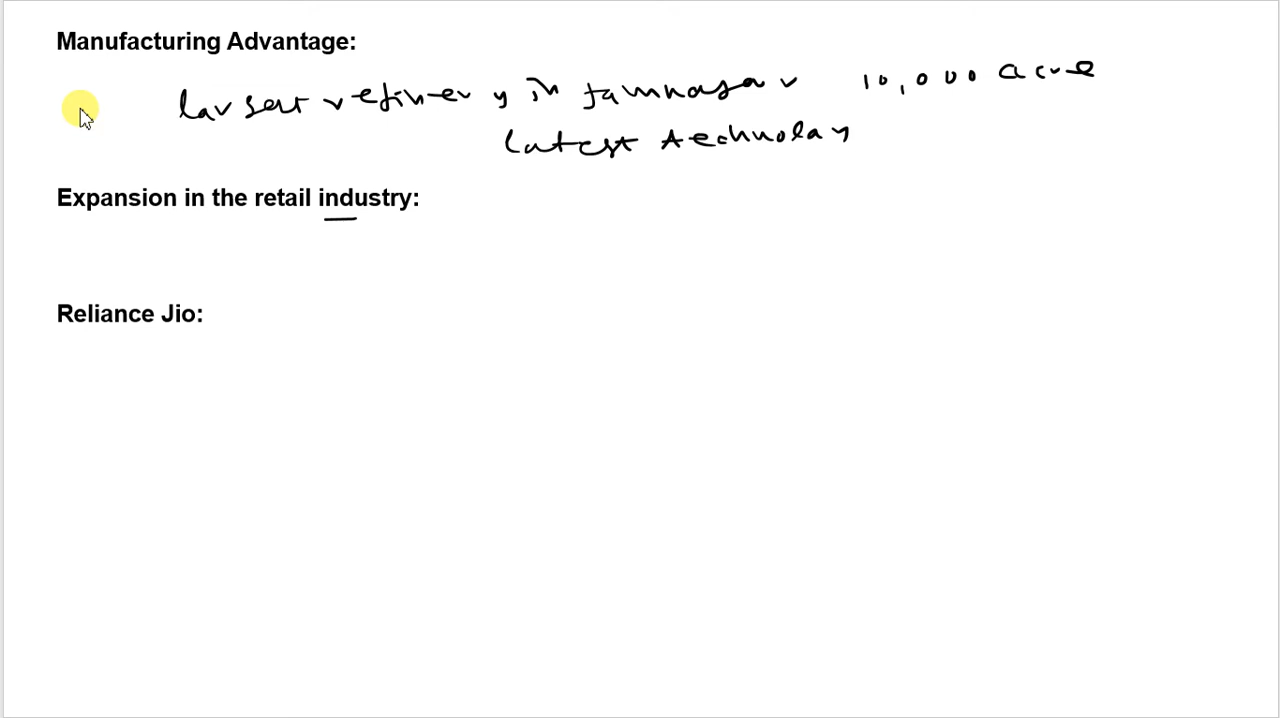 Manufacturing Advantage:
largest refinery in Jamnagar 10,000 acre
latest technology
Expansion in the retail industry:
Reliance Jio: